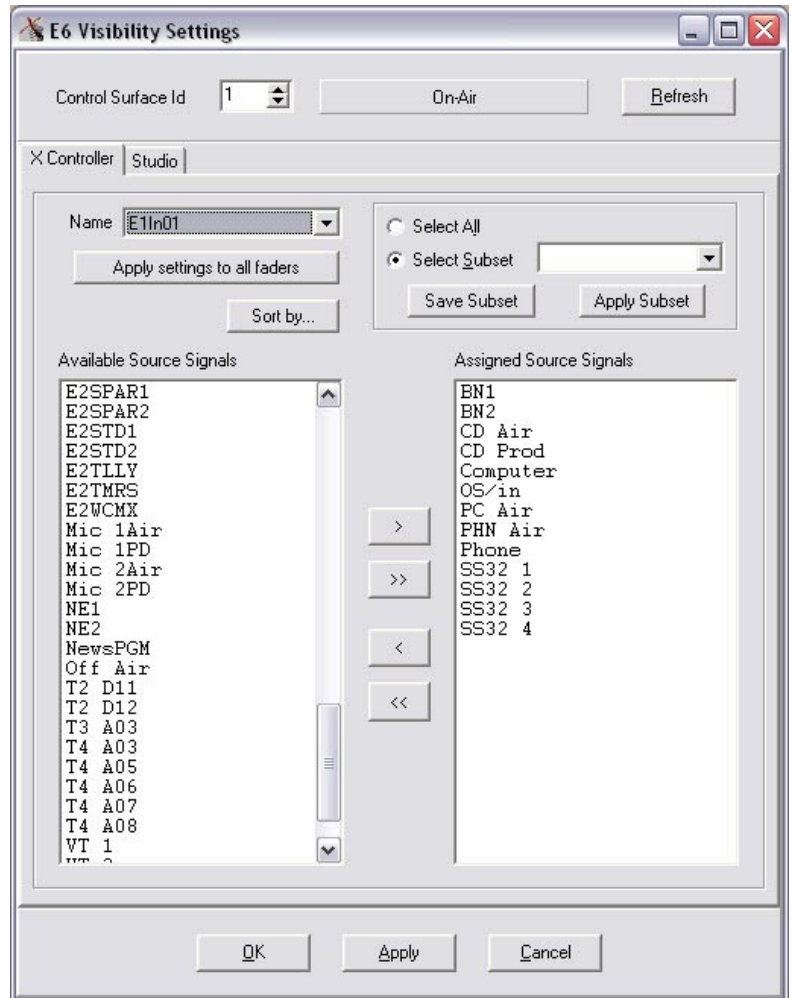 E6 Visibility Settings
Control Surface Id 1 On-Air Refresh
X Controller Studio
Name E1In01
Select All
Select Subset
Apply settings to all faders
Save Subset Apply Subset
Sort by...
Available Source Signals
E2SPAR1
E2SPAR2
E2STD1
E2STD2
E2TLLY
E2TMRS
E2WCMX
Mic 1Air
Mic 1PD
Mic 2Air
Mic 2PD
NE1
NE2
NewsPGM
Off Air
T2 D11
T2 D12
T3 A03
T4 A03
T4 A05
T4 A06
T4 A07
T4 A08
VT 1
>
>>
<
<<
Assigned Source Signals
BN1
BN2
CD Air
CD Prod
Computer
OS/in
PC Air
PHN Air
Phone
SS32 1
SS32 2
SS32 3
SS32 4
OK Apply Cancel